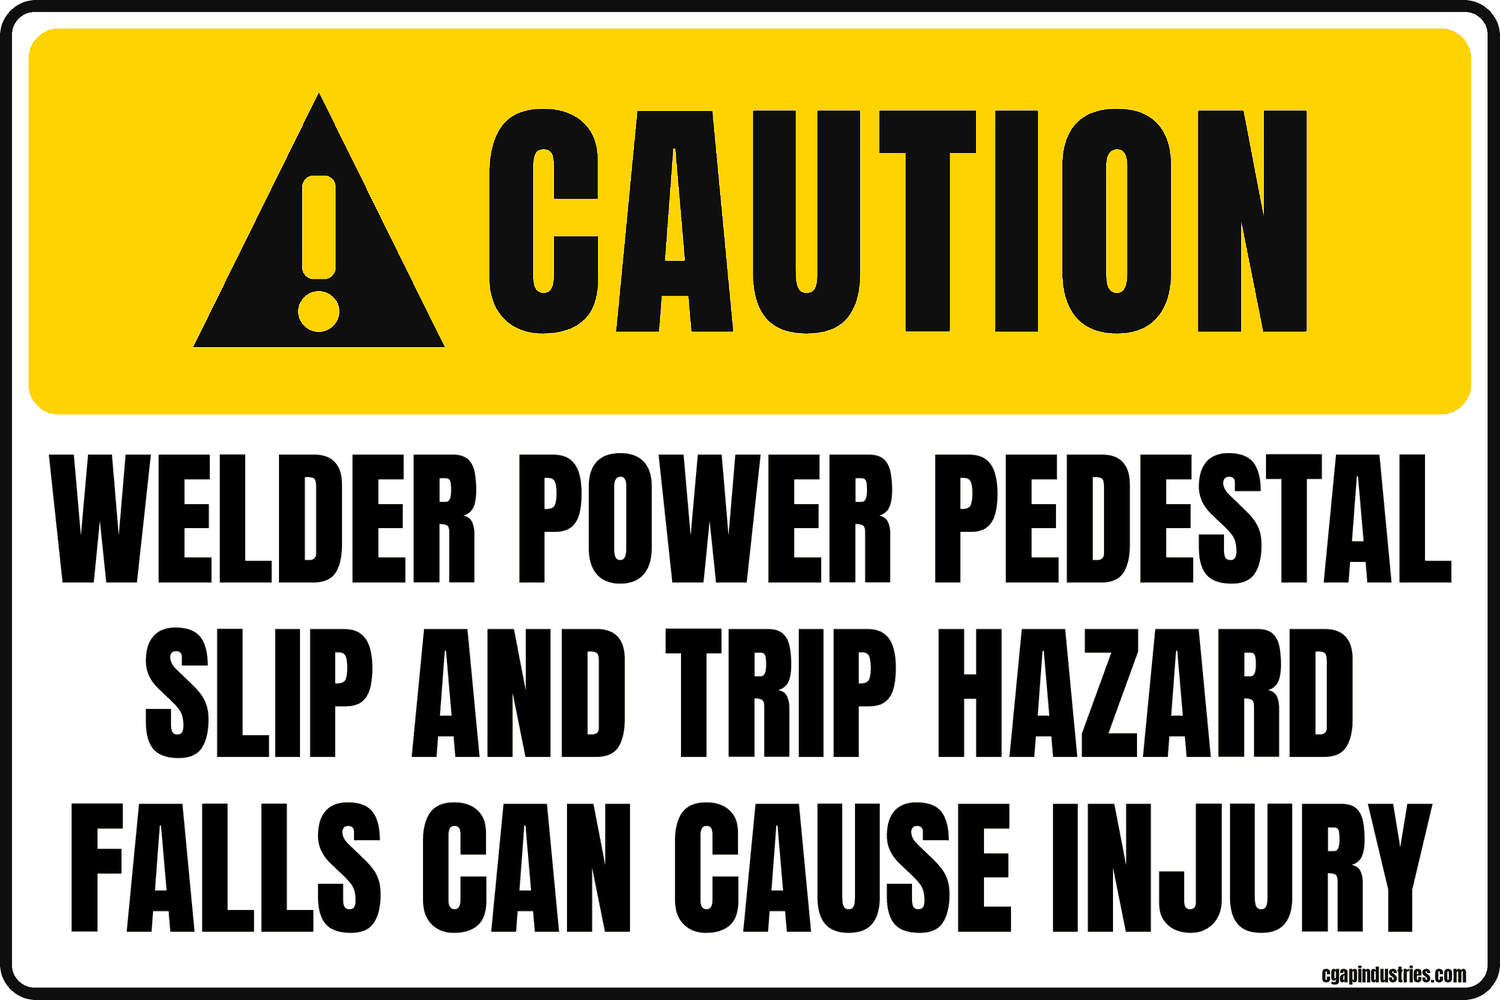 CAUTION
WELDER POWER PEDESTAL
SLIP AND TRIP HAZARD
FALLS CAN CAUSE INJURY
cgapindustries.com